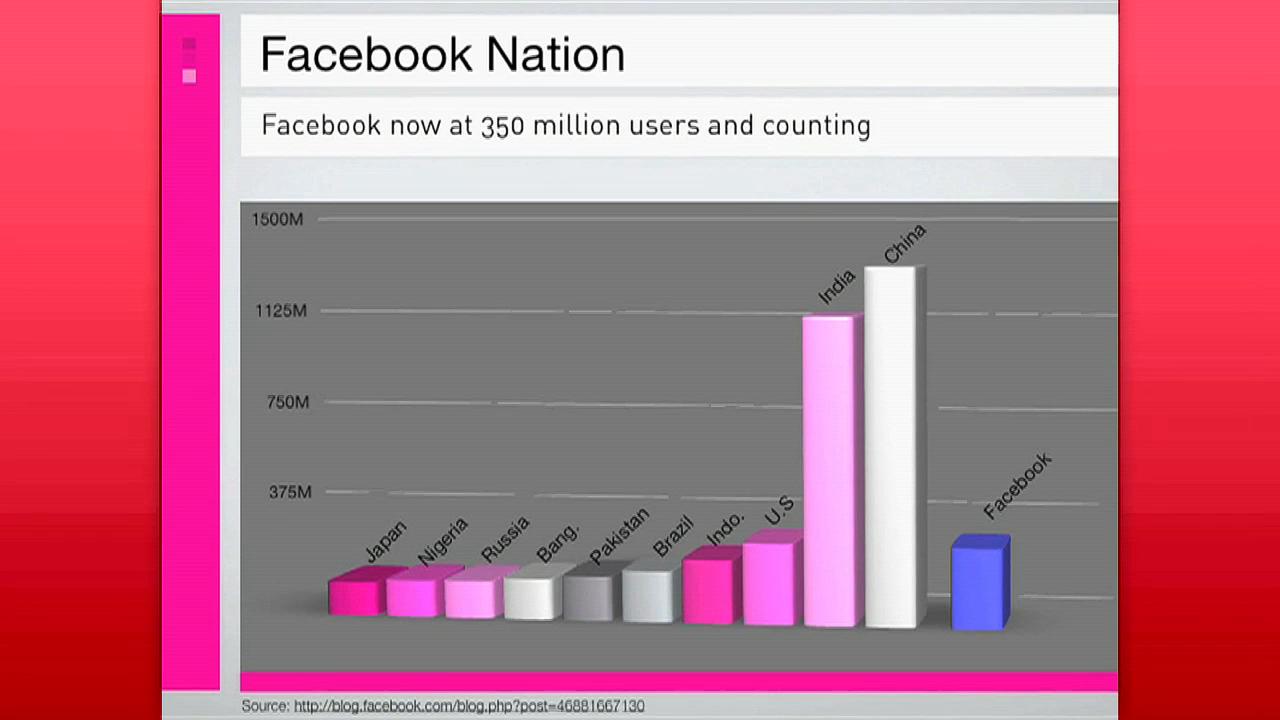 Facebook Nation
Facebook now at 350 million users and counting
1500M
1125M
750M
375M
Japan
Nigeria
Russia
Bang.
Pakistan
Brazil
Indo.
U.S
India
China
Facebook
Source: http://blog.facebook.com/blog.php?post=46881667130